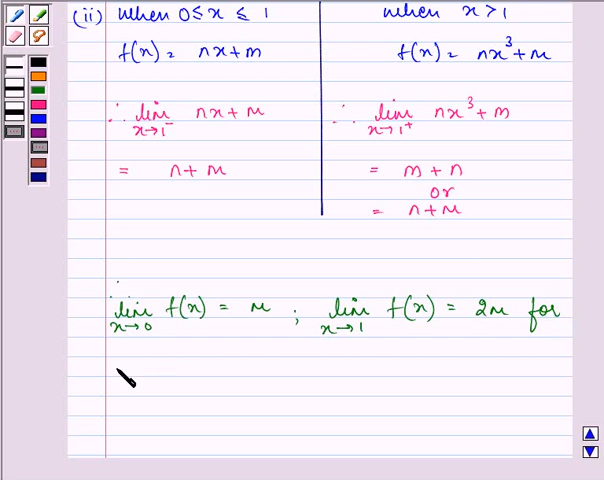 (ii) when 0 ≤ x ≤ 1
f(x) = nx + m
∴ lim x→1⁻ nx + m
= n + m
when x > 1
f(x) = nx³ + m
∴ lim x→1⁺ nx³ + m
= m + n
or
= n + m
∴ lim x→0 f(x) = m ; lim x→1 f(x) = 2m for